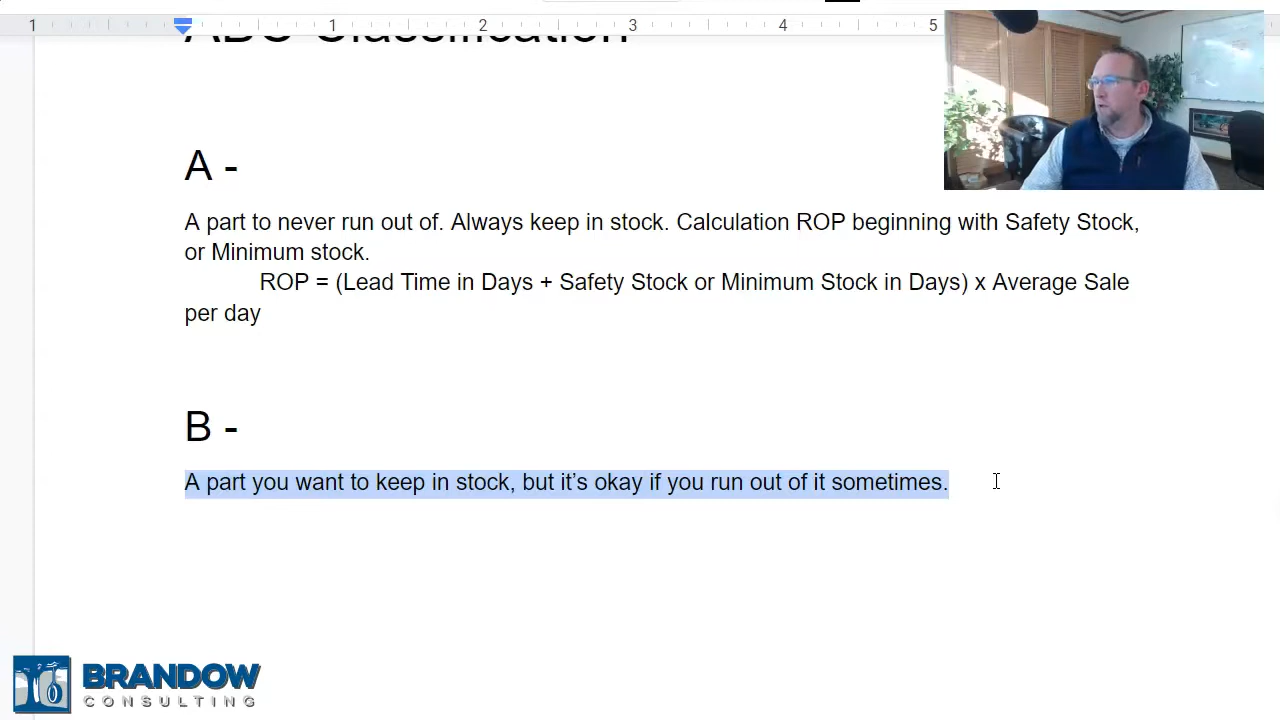 1 1 2 3 4 5
ABC Classification
A -
A part to never run out of. Always keep in stock. Calculation ROP beginning with Safety Stock,
or Minimum stock.
ROP = (Lead Time in Days + Safety Stock or Minimum Stock in Days) x Average Sale
per day
B -
A part you want to keep in stock, but it’s okay if you run out of it sometimes.
BRANDOW
CONSULTING